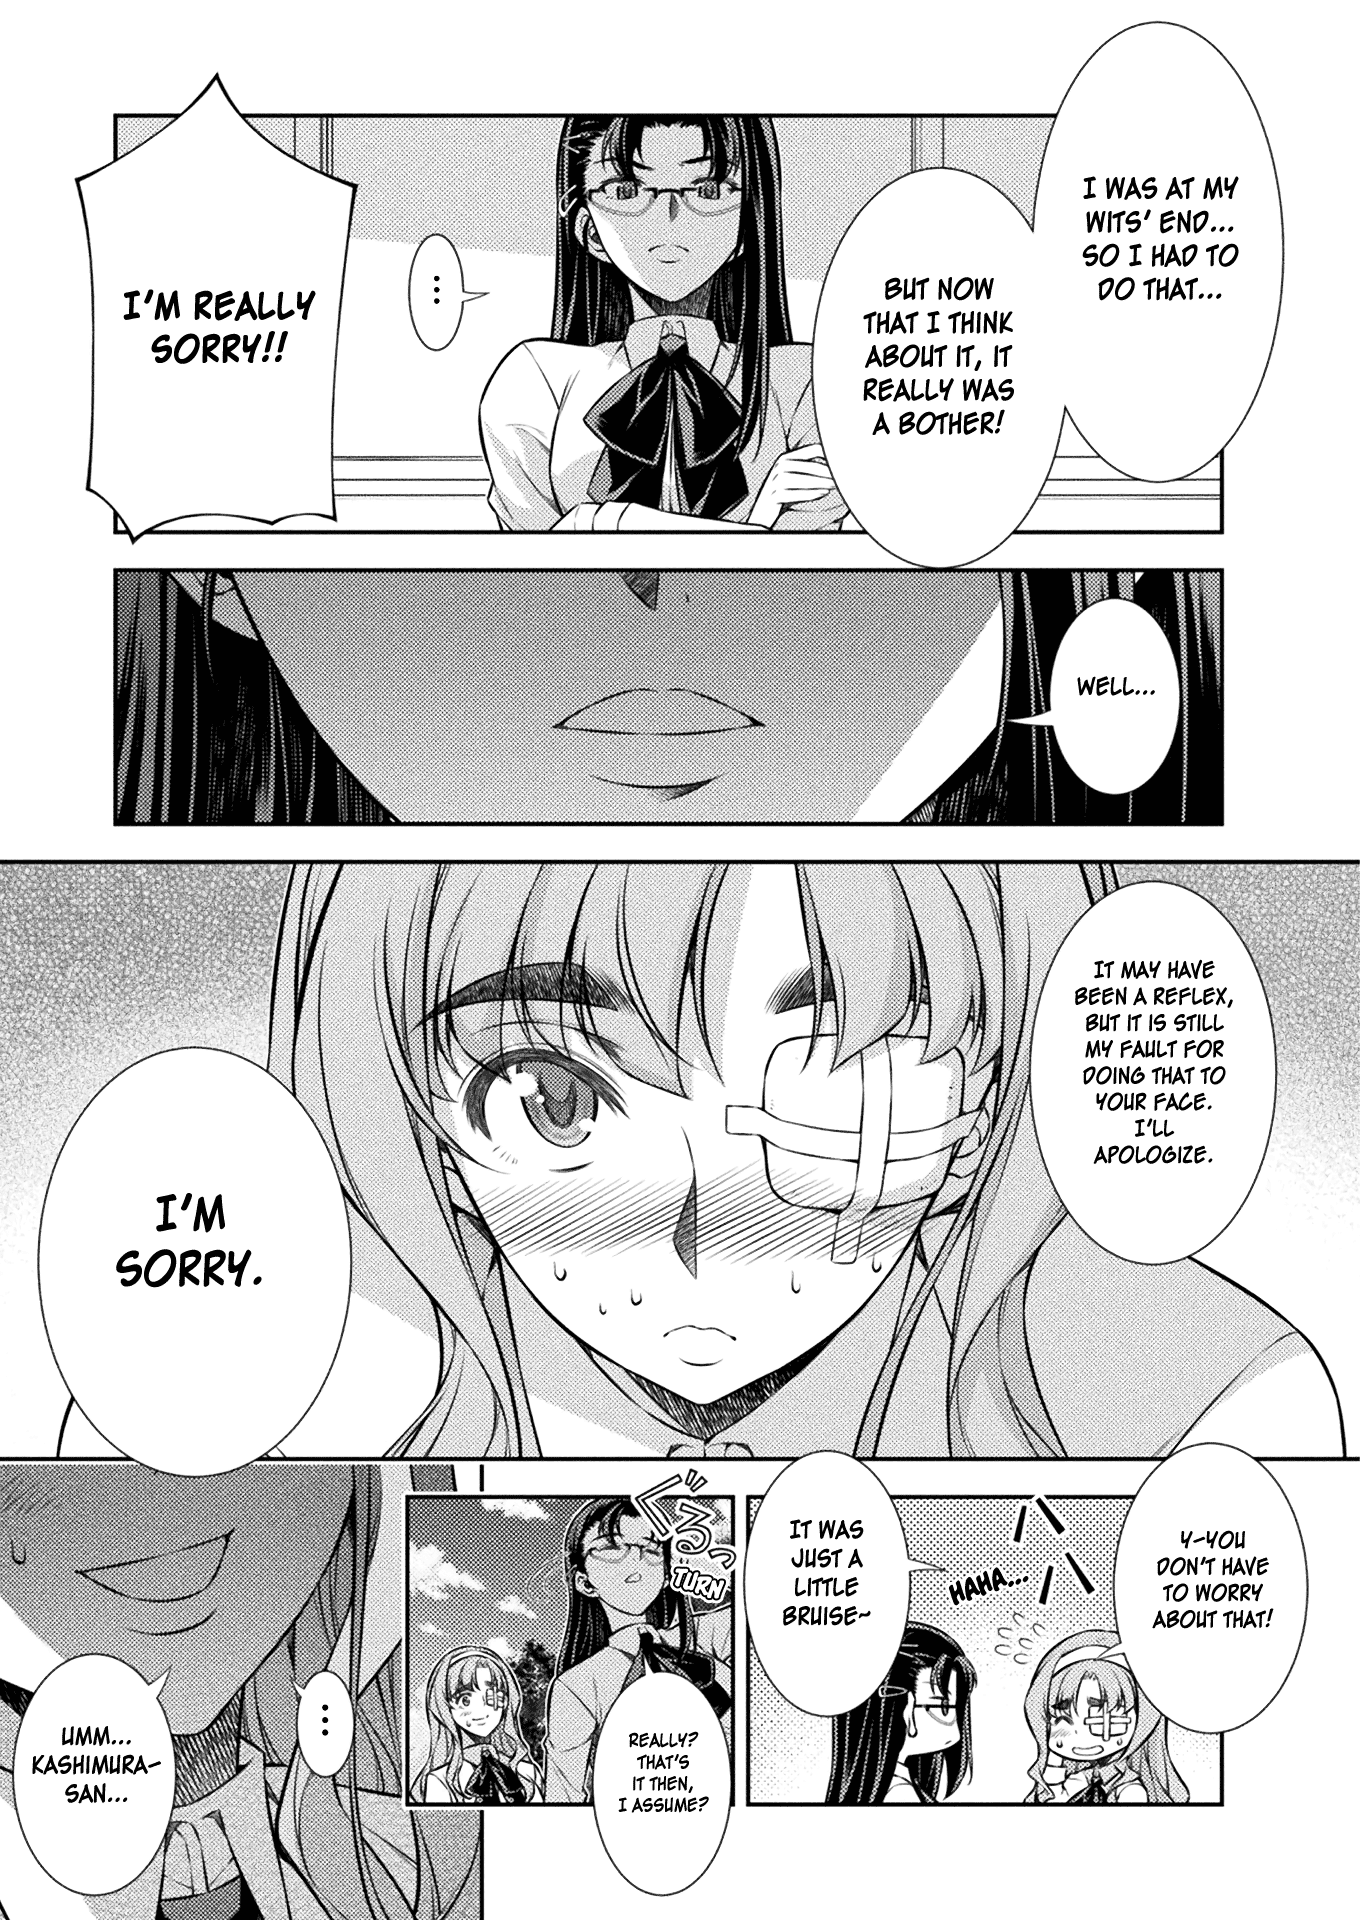 I WAS AT MY
WITS' END...
SO I HAD TO
DO THAT...
BUT NOW
THAT I THINK
ABOUT IT, IT
REALLY WAS
A BOTHER!
...
I'M REALLY
SORRY!!
WELL...
IT MAY HAVE
BEEN A REFLEX,
BUT IT IS STILL
MY FAULT FOR
DOING THAT TO
YOUR FACE.
I'LL
APOLOGIZE.
I'M
SORRY.
Y-YOU
DON'T HAVE
TO WORRY
ABOUT THAT!
HAHA...
IT WAS
JUST A
LITTLE
BRUISE~
ぐるっ
TURN
REALLY?
THAT'S
IT THEN,
I ASSUME?
...
UMM...
KASHIMURA-
SAN...